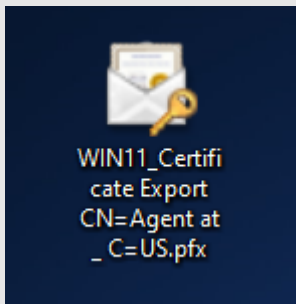 WIN11_Certifi
cate Export
CN=Agent at
_ C=US.pfx